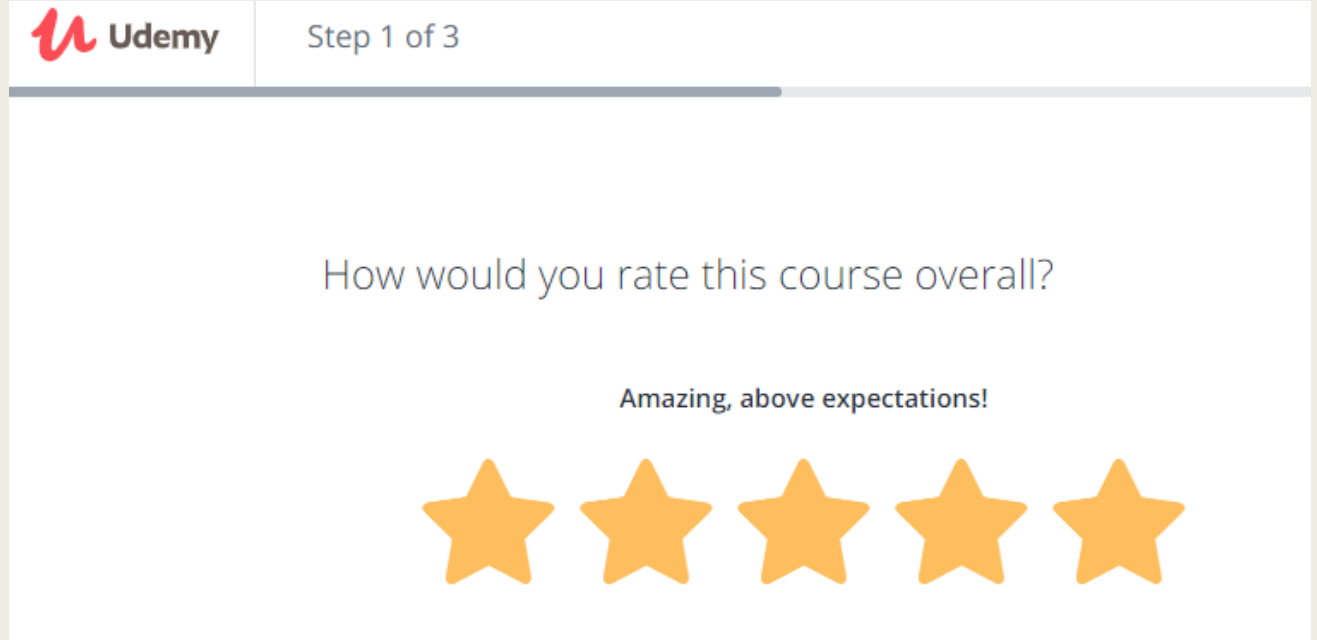 Udemy Step 1 of 3
How would you rate this course overall?
Amazing, above expectations!